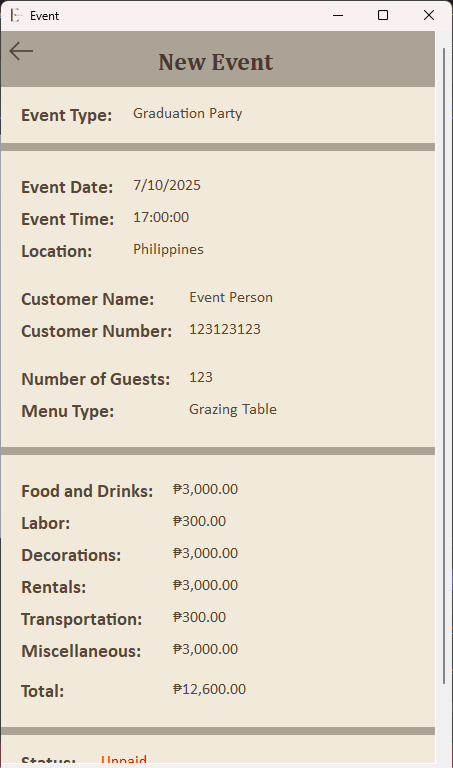 Event
New Event
Event Type: Graduation Party
Event Date: 7/10/2025
Event Time: 17:00:00
Location: Philippines
Customer Name: Event Person
Customer Number: 123123123
Number of Guests: 123
Menu Type: Grazing Table
Food and Drinks: ₱3,000.00
Labor: ₱300.00
Decorations: ₱3,000.00
Rentals: ₱3,000.00
Transportation: ₱300.00
Miscellaneous: ₱3,000.00
Total: ₱12,600.00
Status: Unpaid